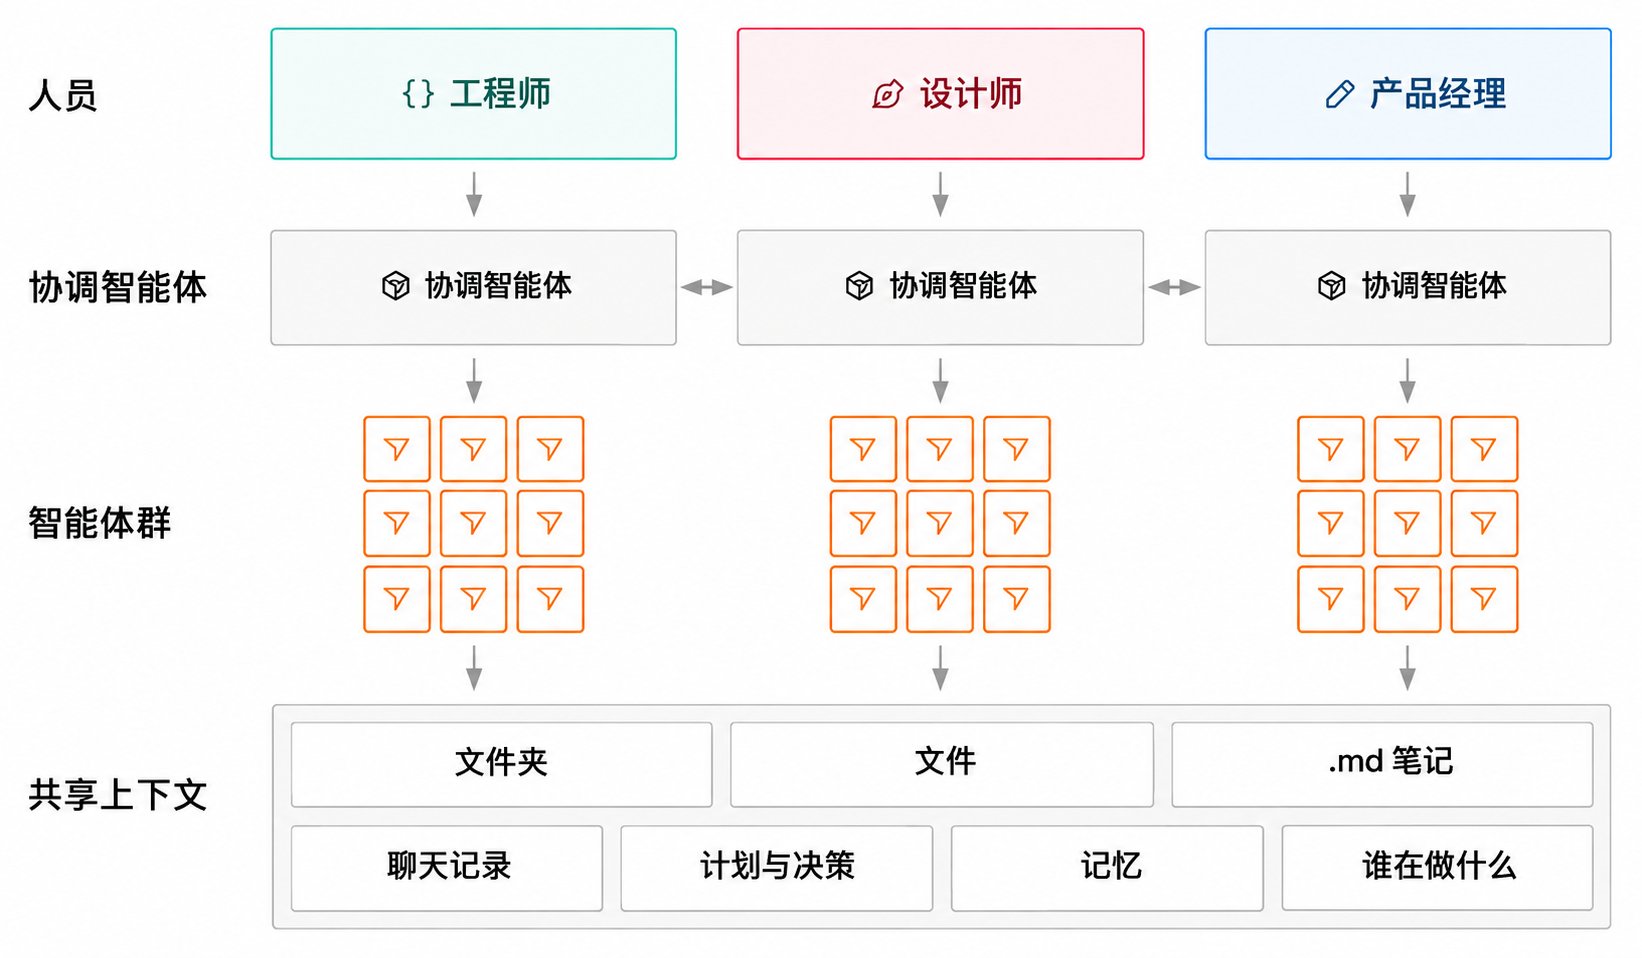 人员
{} 工程师
设计师
产品经理
协调智能体
协调智能体
协调智能体
协调智能体
智能体群
共享上下文
文件夹
文件
.md 笔记
聊天记录
计划与决策
记忆
谁在做什么